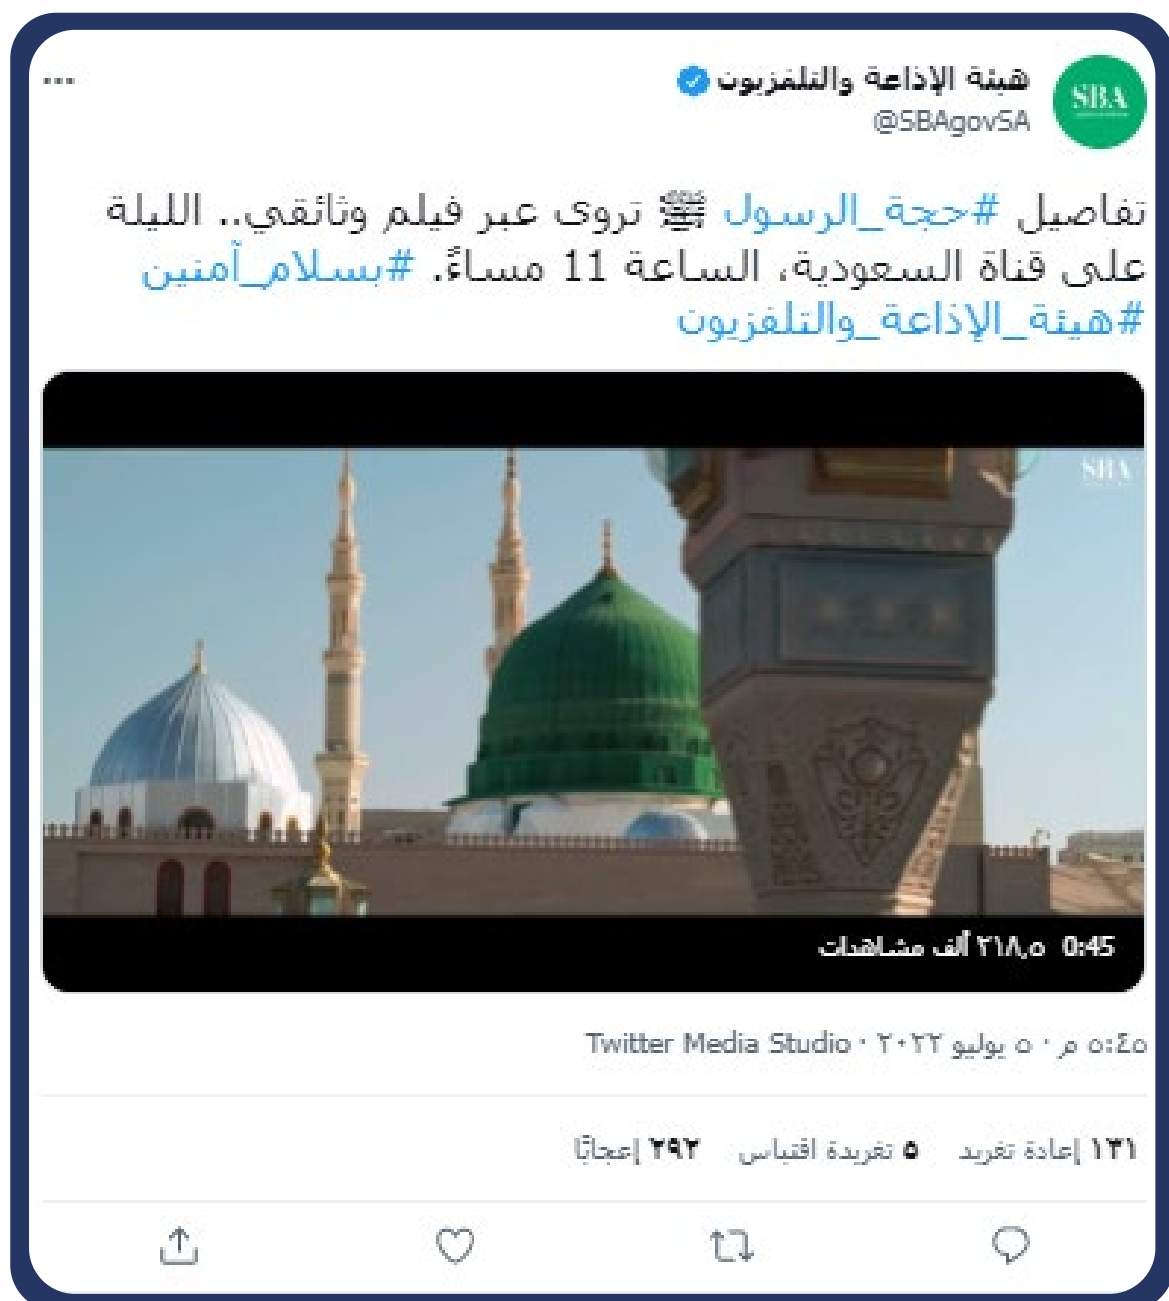 هيئة الإذاعة والتلفزيون
@SBAgovSA
SBA
تفاصيل #حجة_الرسول ﷺ تروى عبر فيلم وثائقي.. الليلة
على قناة السعودية، الساعة 11 مساءً. #بسلام_آمنين
#هيئة_الإذاعة_والتلفزيون
SBA
0:45 ٢١٨,٥ ألف مشاهدات
٥:٤٥ م · ٥ يوليو ٢٠٢٢ · Twitter Media Studio
١٣١ إعادة تغريد ٥ تغريدة اقتباس ٢٩٢ إعجابًا